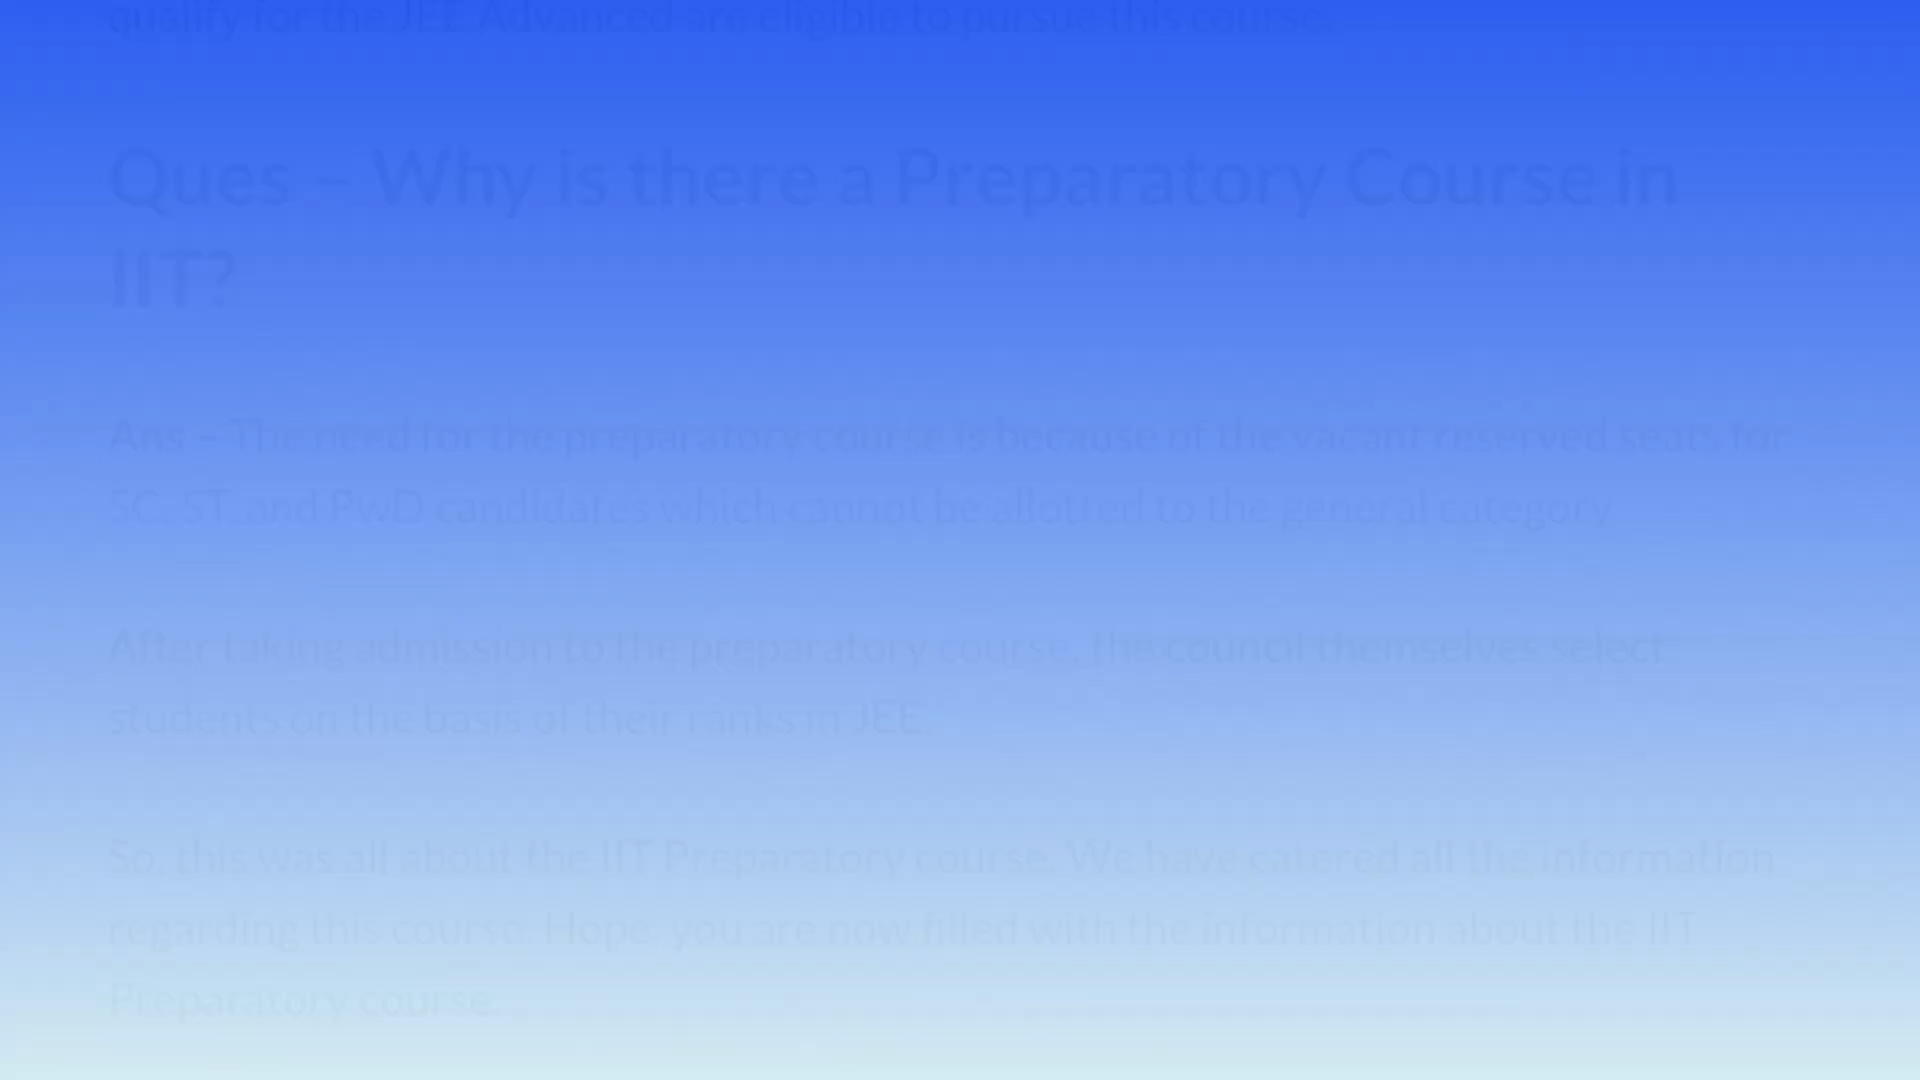 qualify for the JEE Advanced are eligible to pursue this course.
Ques – Why is there a Preparatory Course in
IIT?
Ans – The need for the preparatory course is because of the vacant reserved seats for
SC, ST, and PwD candidates which cannot be allotted to the general category.
After taking admission to the preparatory course, the council themselves select
students on the basis of their ranks in JEE.
So, this was all about the IIT Preparatory course. We have catered all the information
regarding this course. Hope, you are now filled with the information about the IIT
Preparatory course.